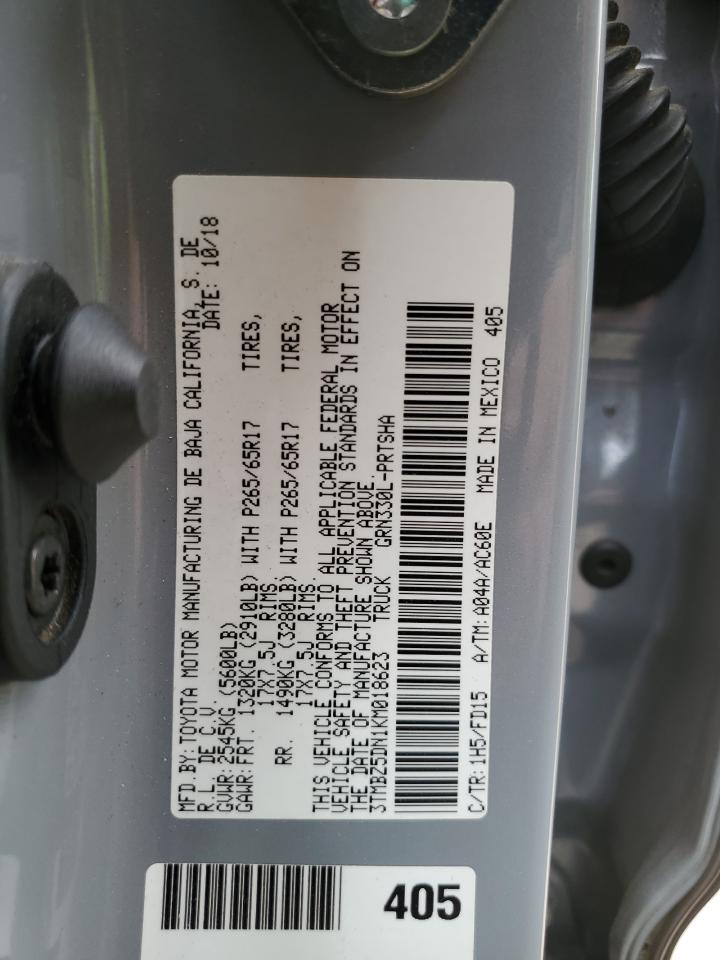 MFD.BY:TOYOTA MOTOR MANUFACTURING DE BAJA CALIFORNIA, S. DE
R.L. DE C.V. DATE: 10/18
GVWR:2545KG (5600LB)
GAWR:FRT. 1320KG (2910LB) WITH P265/65R17 TIRES,
17X7.5J RIMS.
RR. 1490KG (3280LB) WITH P265/65R17 TIRES,
17X7.5J RIMS.
THIS VEHICLE CONFORMS TO ALL APPLICABLE FEDERAL MOTOR
VEHICLE SAFETY AND THEFT PREVENTION STANDARDS IN EFFECT ON
THE DATE OF MANUFACTURE SHOWN ABOVE.
3TMBZ5DN1KM018623 TRUCK GRN330L-PRTSHA
C/TR:1H5/FD15 A/TM:A04A/AC60E MADE IN MEXICO 405
405